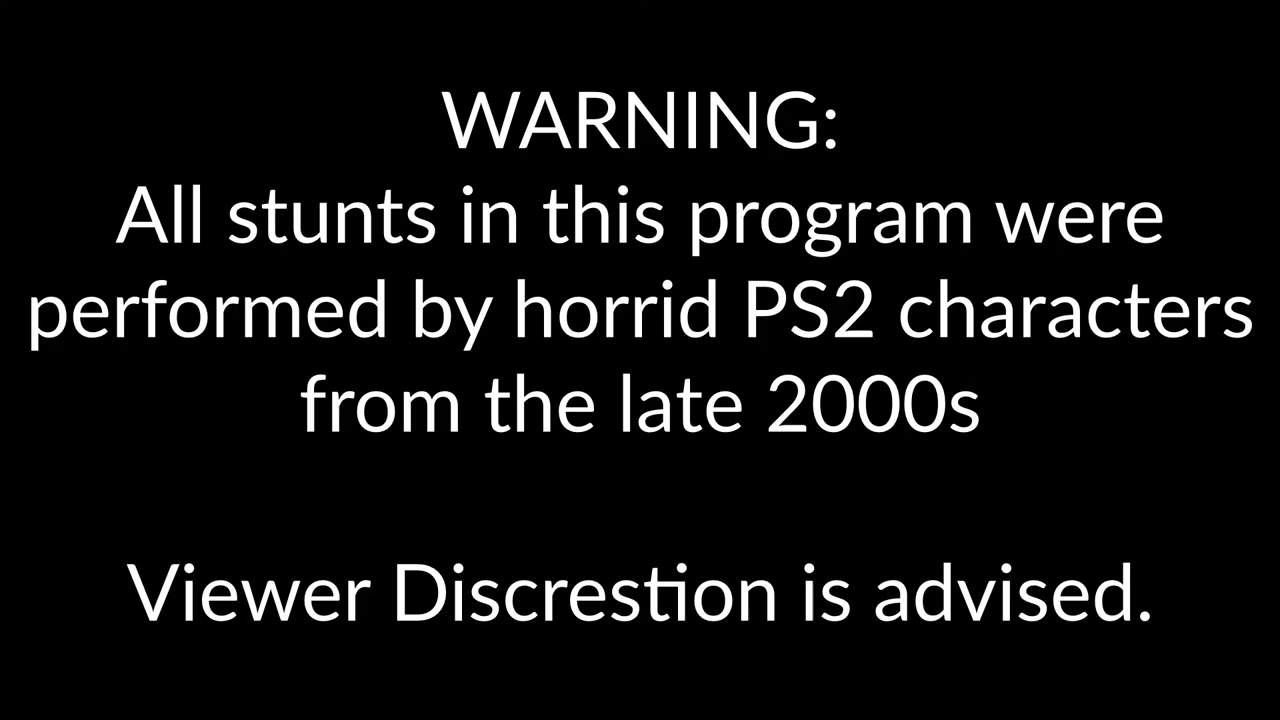 WARNING:
All stunts in this program were
performed by horrid PS2 characters
from the late 2000s
Viewer Discrestion is advised.